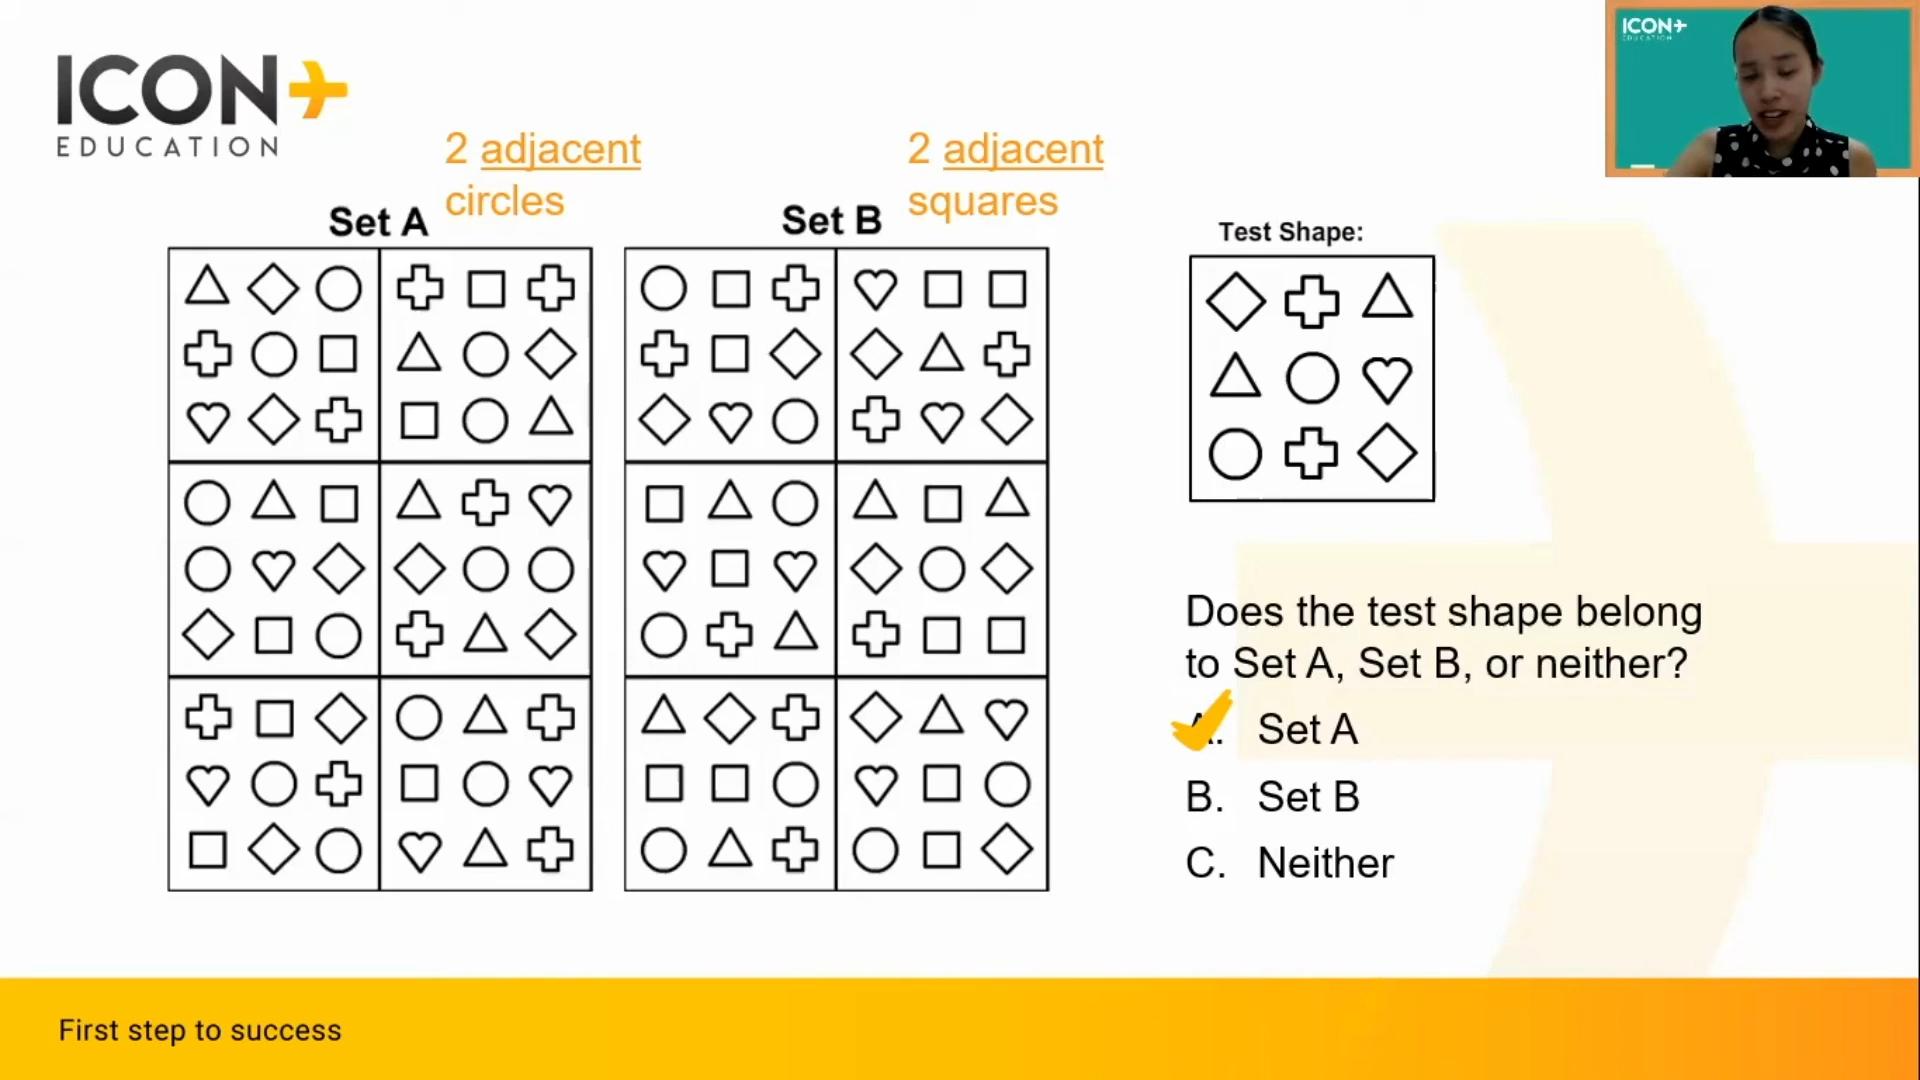 ICON
EDUCATION
ICON
EDUCATION
2 adjacent
circles
2 adjacent
squares
Set A
Set B
Test Shape:
Does the test shape belong
to Set A, Set B, or neither?
A. Set A
B. Set B
C. Neither
First step to success